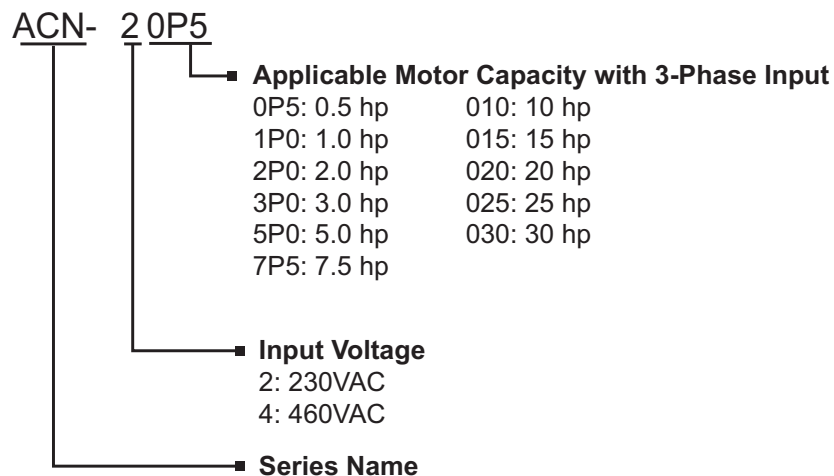 ACN- 2 0P5
Applicable Motor Capacity with 3-Phase Input
0P5: 0.5 hp 010: 10 hp
1P0: 1.0 hp 015: 15 hp
2P0: 2.0 hp 020: 20 hp
3P0: 3.0 hp 025: 25 hp
5P0: 5.0 hp 030: 30 hp
7P5: 7.5 hp
Input Voltage
2: 230VAC
4: 460VAC
Series Name